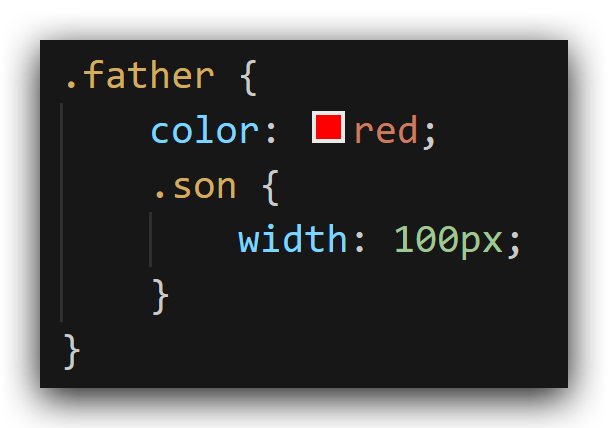 .father {
    color: red;
    .son {
        width: 100px;
    }
}